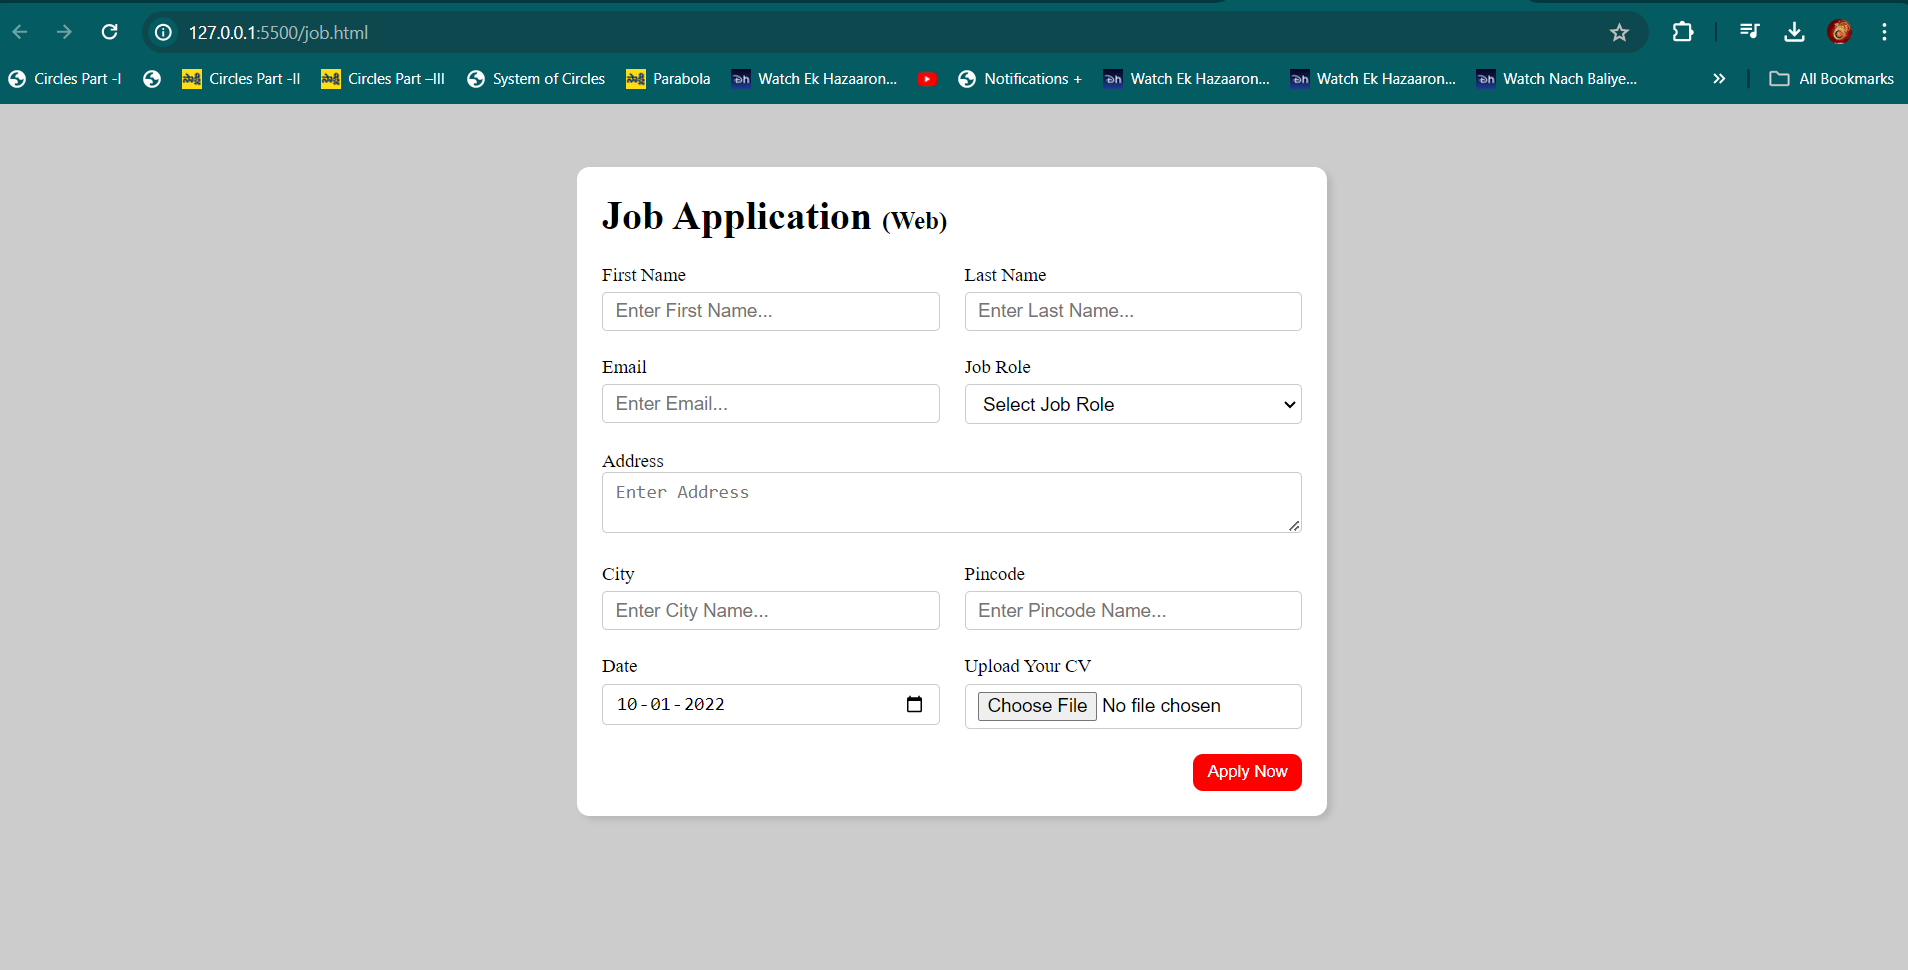 127.0.0.1:5500/job.html
Circles Part -I Circles Part -II Circles Part –III System of Circles Parabola Watch Ek Hazaaron... Notifications + Watch Ek Hazaaron... Watch Ek Hazaaron... Watch Nach Baliye... » All Bookmarks
Job Application (Web)
First Name Last Name
Enter First Name... Enter Last Name...
Email Job Role
Enter Email... Select Job Role
Address
Enter Address
City Pincode
Enter City Name... Enter Pincode Name...
Date Upload Your CV
10-01-2022 Choose File No file chosen
Apply Now